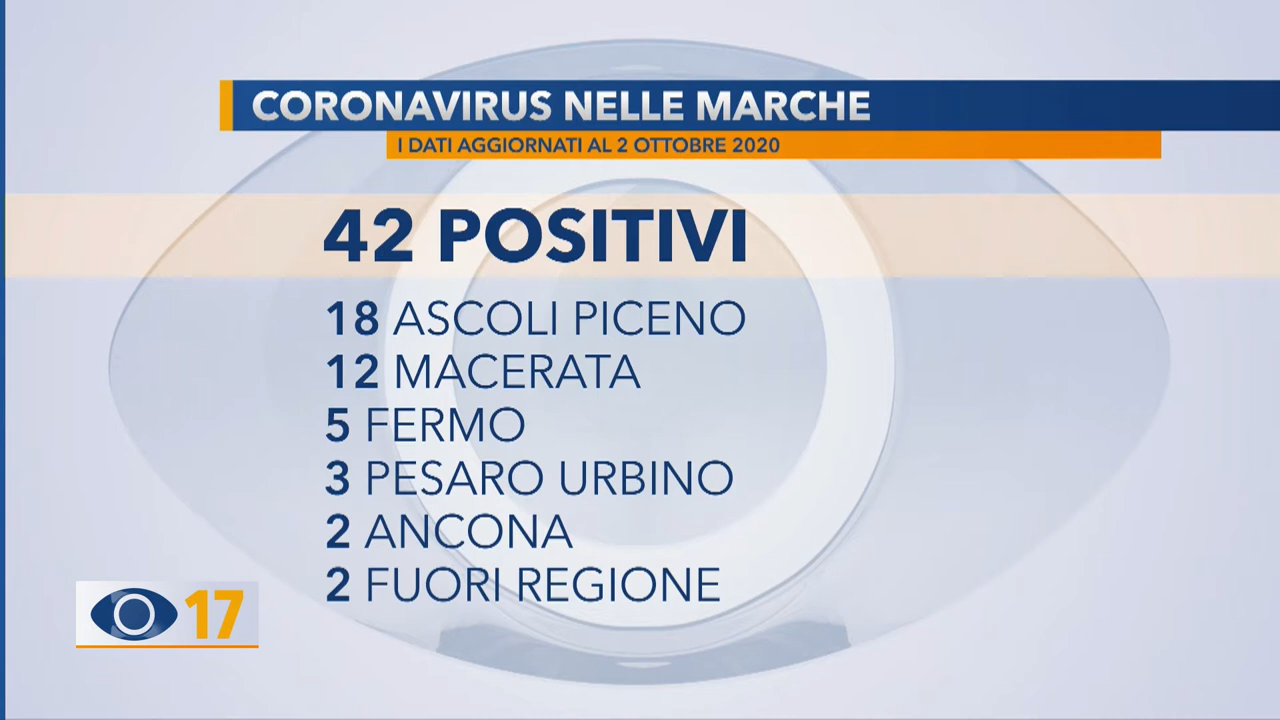 CORONAVIRUS NELLE MARCHE
I DATI AGGIORNATI AL 2 OTTOBRE 2020
42 POSITIVI
18 ASCOLI PICENO
12 MACERATA
5 FERMO
3 PESARO URBINO
2 ANCONA
2 FUORI REGIONE
17